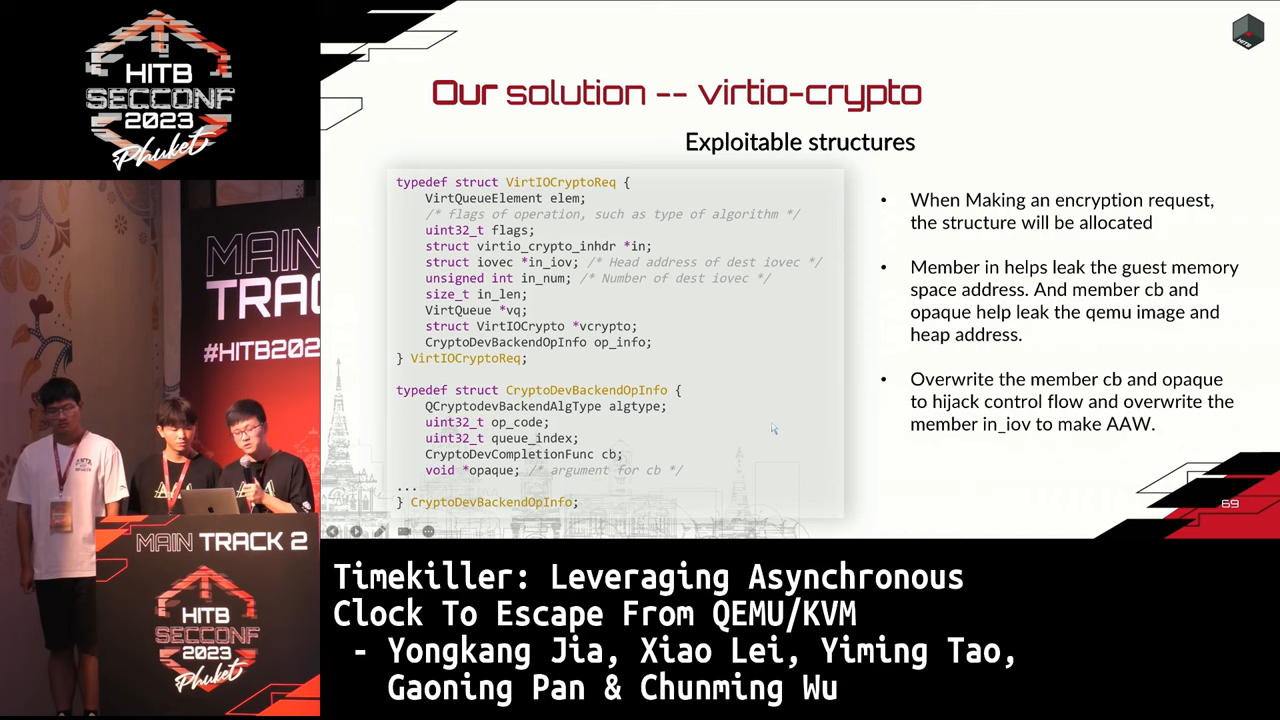 HITB
SECCONF
2023
Phuket
MAIN
TRAC
#HITB202
MAIN TRACK 2
HITB
SECCONF
2023
Phuket
HITB
Our solution -- virtio-crypto
Exploitable structures
typedef struct VirtIOCryptoReq {
VirtQueueElement elem;
/* flags of operation, such as type of algorithm */
uint32_t flags;
struct virtio_crypto_inhdr *in;
struct iovec *in_iov; /* Head address of dest iovec */
unsigned int in_num; /* Number of dest iovec */
size_t in_len;
VirtQueue *vq;
struct VirtIOCrypto *vcrypto;
CryptoDevBackendOpInfo op_info;
} VirtIOCryptoReq;
typedef struct CryptoDevBackendOpInfo {
QCryptodevBackendAlgType algtype;
uint32_t op_code;
uint32_t queue_index;
CryptoDevCompletionFunc cb;
void *opaque; /* argument for cb */
...
} CryptoDevBackendOpInfo;
• When Making an encryption request,
the structure will be allocated
• Member in helps leak the guest memory
space address. And member cb and
opaque help leak the qemu image and
heap address.
• Overwrite the member cb and opaque
to hijack control flow and overwrite the
member in_iov to make AAW.
69
Timekiller: Leveraging Asynchronous
Clock To Escape From QEMU/KVM
- Yongkang Jia, Xiao Lei, Yiming Tao,
Gaoning Pan & Chunming Wu